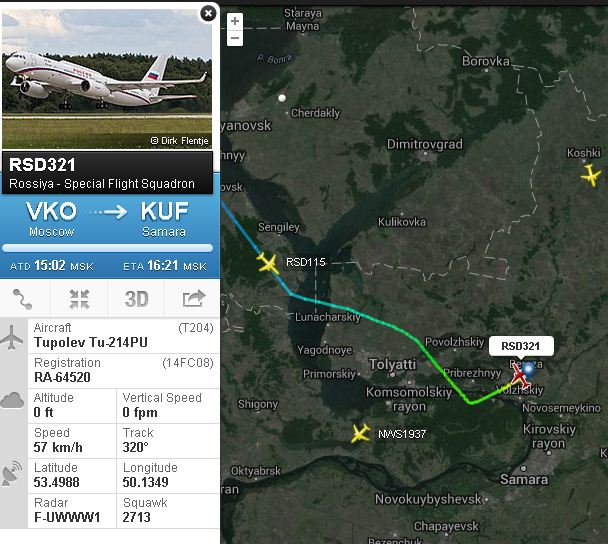 © Dirk Flentje
RSD321
Rossiya - Special Flight Squadron
VKO
KUF
Moscow
Samara
ATD 15:02 MSK
ETA 16:21 MSK
3D
Aircraft
(T204)
Tupolev Tu-214PU
Registration
(14FC08)
RA-64520
Altitude
Vertical Speed
0 ft
0 fpm
Speed
Track
57 km/h
320°
Latitude
Longitude
53.4988
50.1349
Radar
Squawk
F-UWWW1
2713
+
−
Staraya
Mayna
р. Волга
Borovka
Cherdakly
yanovsk
Dimitrovgrad
hnyy
Koshki
ovsk
Kulikovka
Sengiley
RSD115
Lunacharskiy
Povolzhskiy
RSD321
Yagodnoye
Primorskiy
Tolyatti
Pribrezhnyy
Volzhskiy
Komsomolskiy
rayon
Shigony
Novosemeykino
Kirovskiy
rayon
NWS1937
Samara
Oktyabrsk
Novokuybyshevsk
Chapayevsk